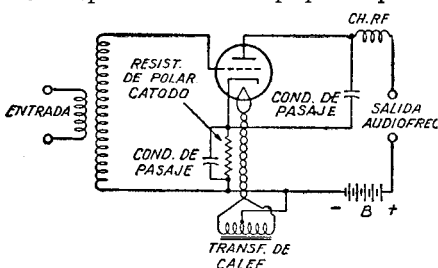 CH. RF
RESIST.
DE POLAR.
CATODO
ENTRADA
COND. DE
PASAJE
SALIDA
AUDIOFREC
COND. DE
PASAJE
- B +
TRANSF. DE
CALEF